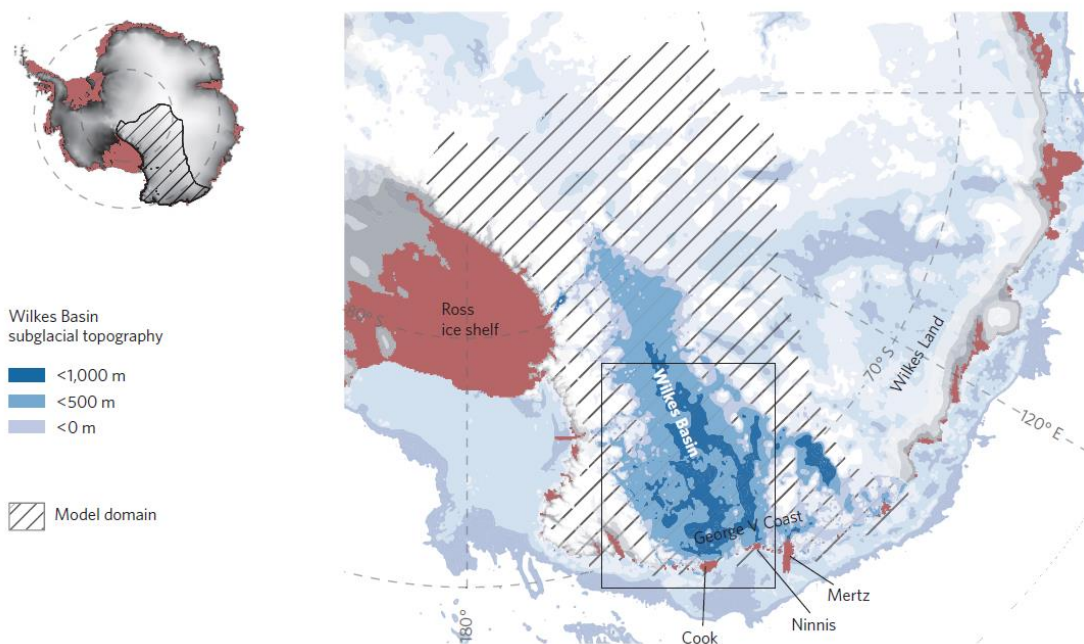 Wilkes Basin
subglacial topography
<1,000 m
<500 m
<0 m
Model domain
Ross
ice shelf
80° S
Wilkes Basin
70° S
Wilkes Land
120° E
George V Coast
Mertz
Ninnis
Cook
180°